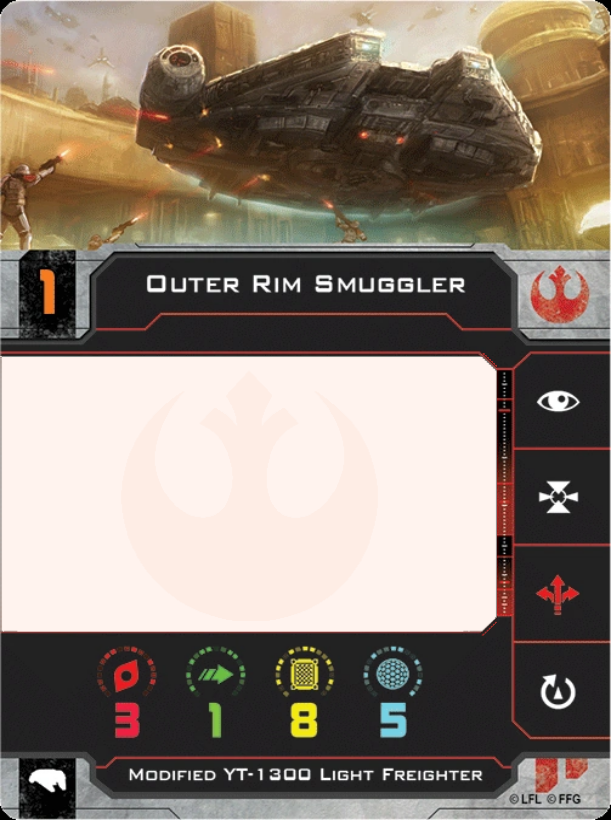 1
OUTER RIM SMUGGLER
3 1 8 5
MODIFIED YT-1300 LIGHT FREIGHTER
©LFL ©FFG